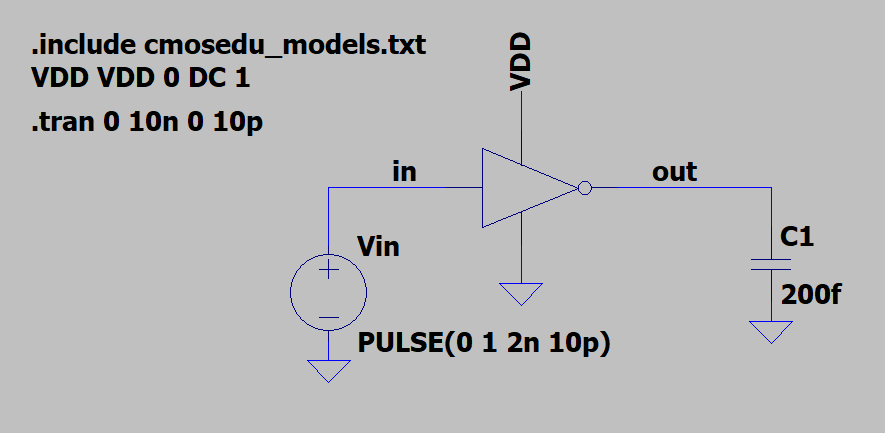 .include cmosedu_models.txt
VDD VDD 0 DC 1
.tran 0 10n 0 10p
VDD
in
out
Vin
C1
200f
PULSE(0 1 2n 10p)